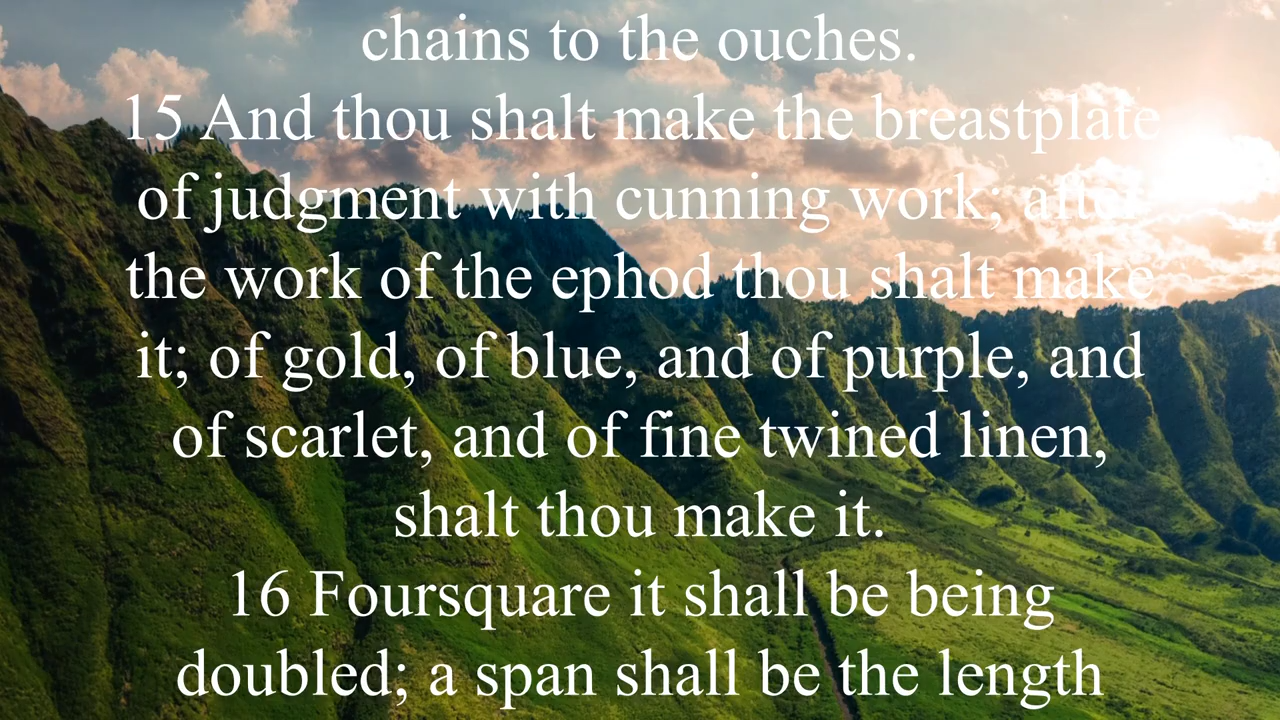 chains to the ouches.
15 And thou shalt make the breastplate
of judgment with cunning work; after
the work of the ephod thou shalt make
it; of gold, of blue, and of purple, and
of scarlet, and of fine twined linen,
shalt thou make it.
16 Foursquare it shall be being
doubled; a span shall be the length